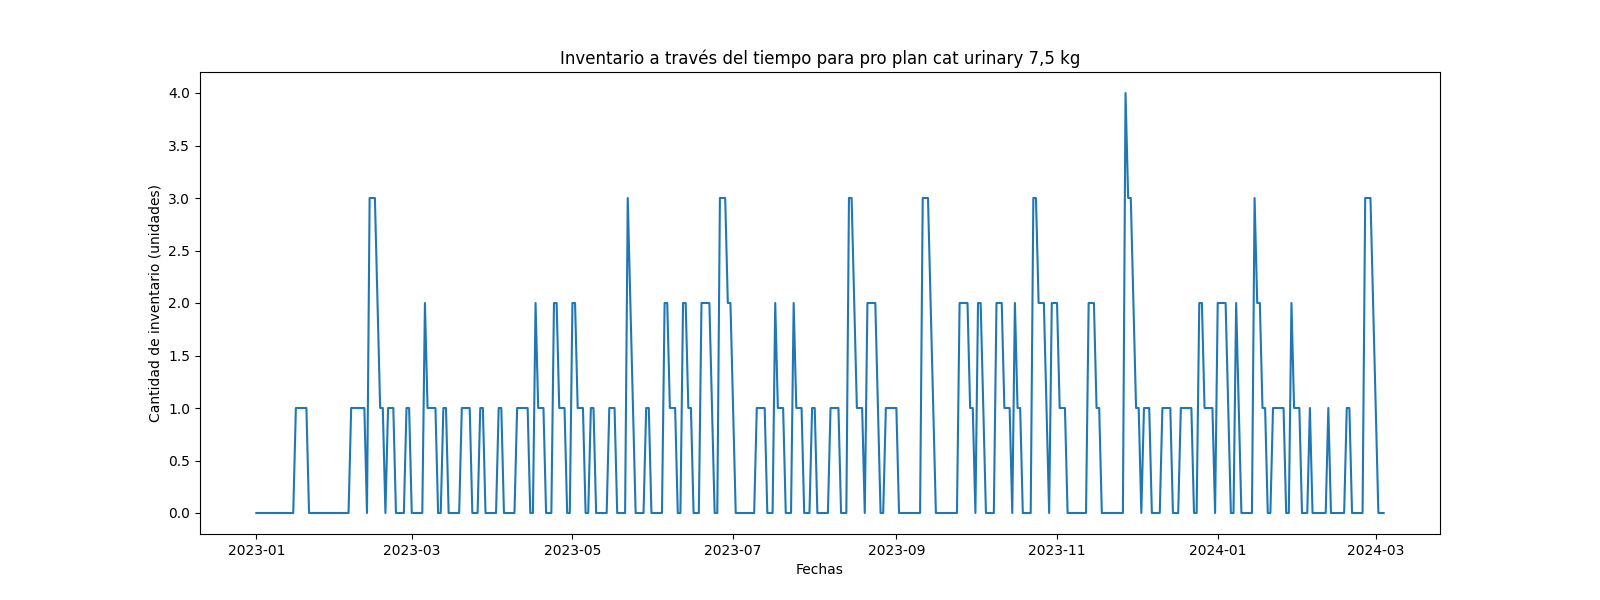 Inventario a través del tiempo para pro plan cat urinary 7,5 kg
Cantidad de inventario (unidades)
4.0
3.5
3.0
2.5
2.0
1.5
1.0
0.5
0.0
2023-01 2023-03 2023-05 2023-07 2023-09 2023-11 2024-01 2024-03
Fechas